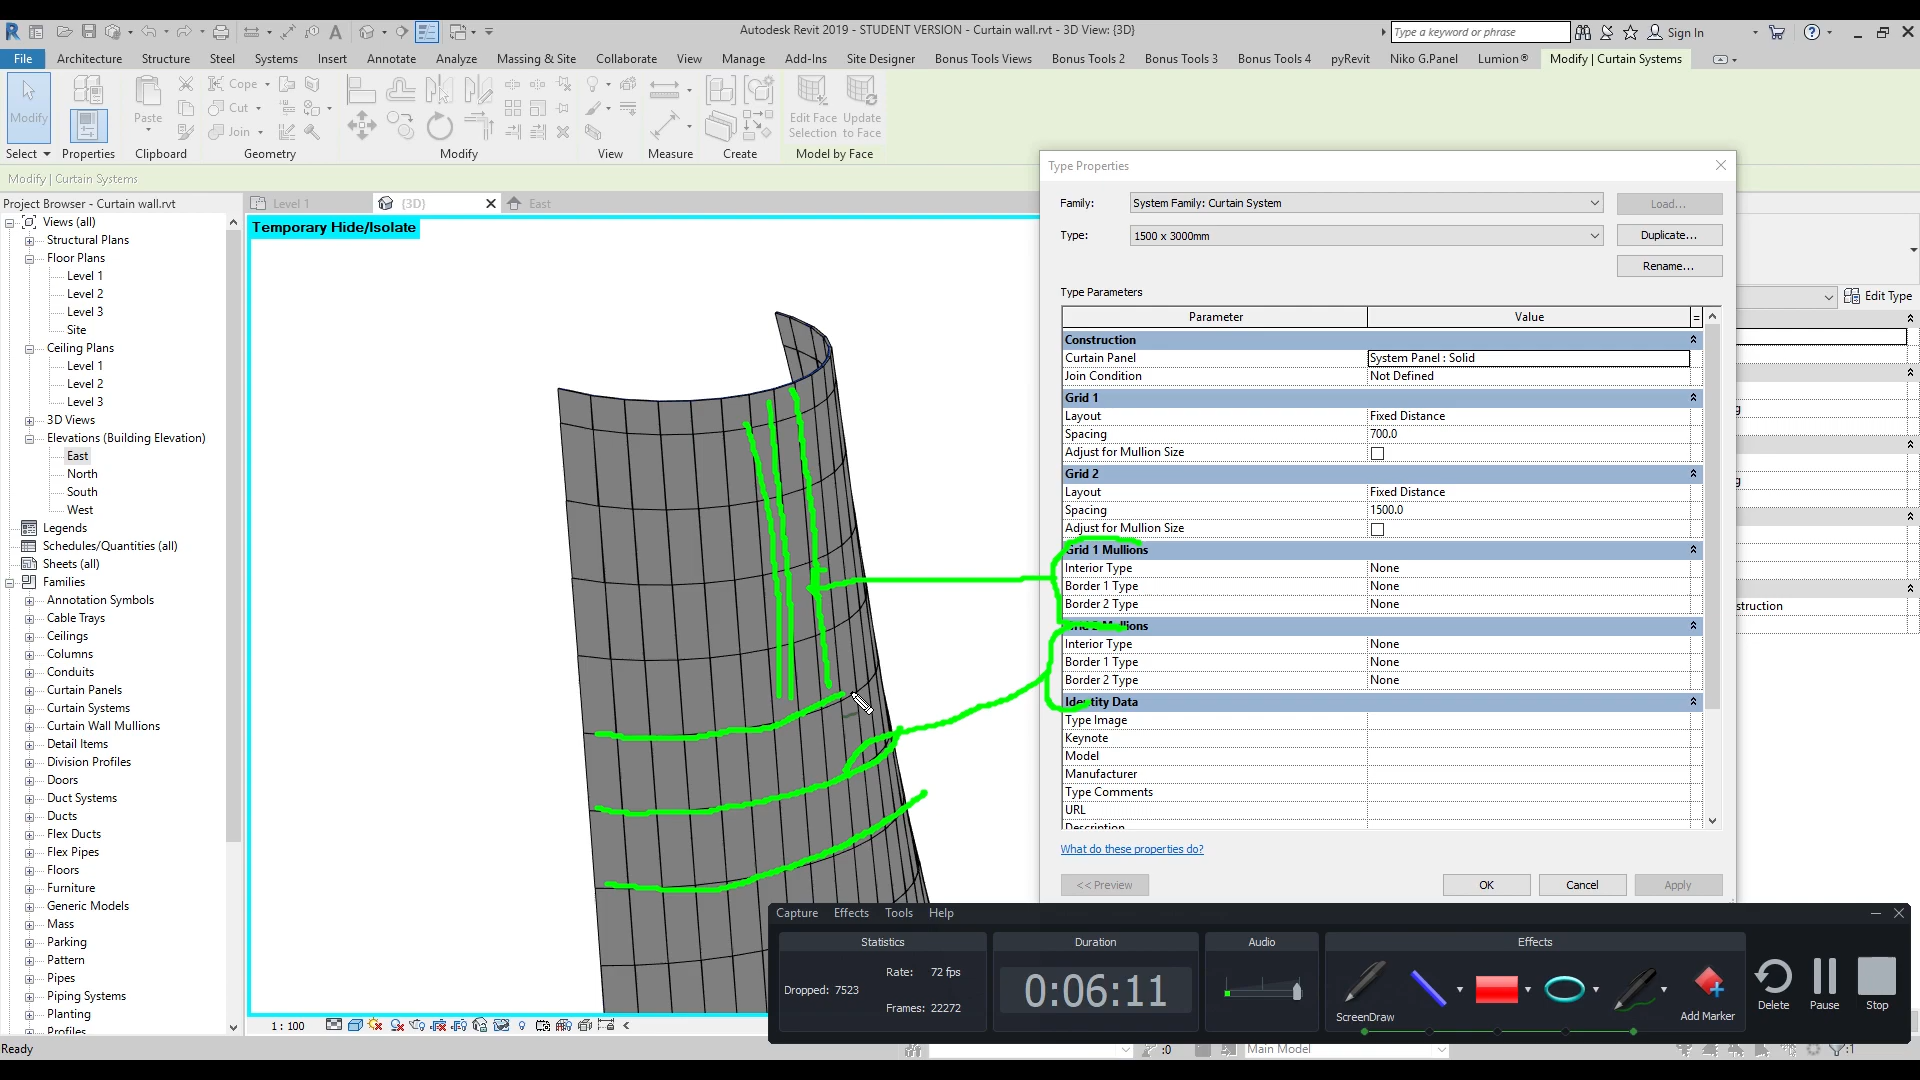 Autodesk Revit 2019 - STUDENT VERSION - Curtain wall.rvt - 3D View: {3D}
Type a keyword or phrase
Sign In
File Architecture Structure Steel Systems Insert Annotate Analyze Massing & Site Collaborate View Manage Add-Ins Site Designer Bonus Tools Views Bonus Tools 2 Bonus Tools 3 Bonus Tools 4 pyRevit Niko G.Panel Lumion® Modify | Curtain Systems
Modify
Paste
Cope
Cut
Join
Edit Face Selection
Update to Face
Select Properties Clipboard Geometry Modify View Measure Create Model by Face
Modify | Curtain Systems
Project Browser - Curtain wall.rvt
Level 1
{3D}
East
Temporary Hide/Isolate
Views (all)
Structural Plans
Floor Plans
Level 1
Level 2
Level 3
Site
Ceiling Plans
Level 1
Level 2
Level 3
3D Views
Elevations (Building Elevation)
East
North
South
West
Legends
Schedules/Quantities (all)
Sheets (all)
Families
Annotation Symbols
Cable Trays
Ceilings
Columns
Conduits
Curtain Panels
Curtain Systems
Curtain Wall Mullions
Detail Items
Division Profiles
Doors
Duct Systems
Ducts
Flex Ducts
Flex Pipes
Floors
Furniture
Generic Models
Mass
Parking
Pattern
Pipes
Piping Systems
Planting
Profiles
Type Properties
Family: System Family: Curtain System Load...
Type: 1500 x 3000mm Duplicate...
Rename...
Type Parameters
Parameter Value =
Construction
Curtain Panel System Panel : Solid
Join Condition Not Defined
Grid 1
Layout Fixed Distance
Spacing 700.0
Adjust for Mullion Size
Grid 2
Layout Fixed Distance
Spacing 1500.0
Adjust for Mullion Size
Grid 1 Mullions
Interior Type None
Border 1 Type None
Border 2 Type None
Grid 2 Mullions
Interior Type None
Border 1 Type None
Border 2 Type None
Identity Data
Type Image
Keynote
Model
Manufacturer
Type Comments
URL
Description
What do these properties do?
<< Preview OK Cancel Apply
Edit Type
struction
1 : 100
Ready
:0
Main Model
:1
Capture Effects Tools Help
Statistics Duration Audio Effects
Rate: 72 fps
Dropped: 7523
Frames: 22272
0:06:11
ScreenDraw
Add Marker
Delete
Pause
Stop